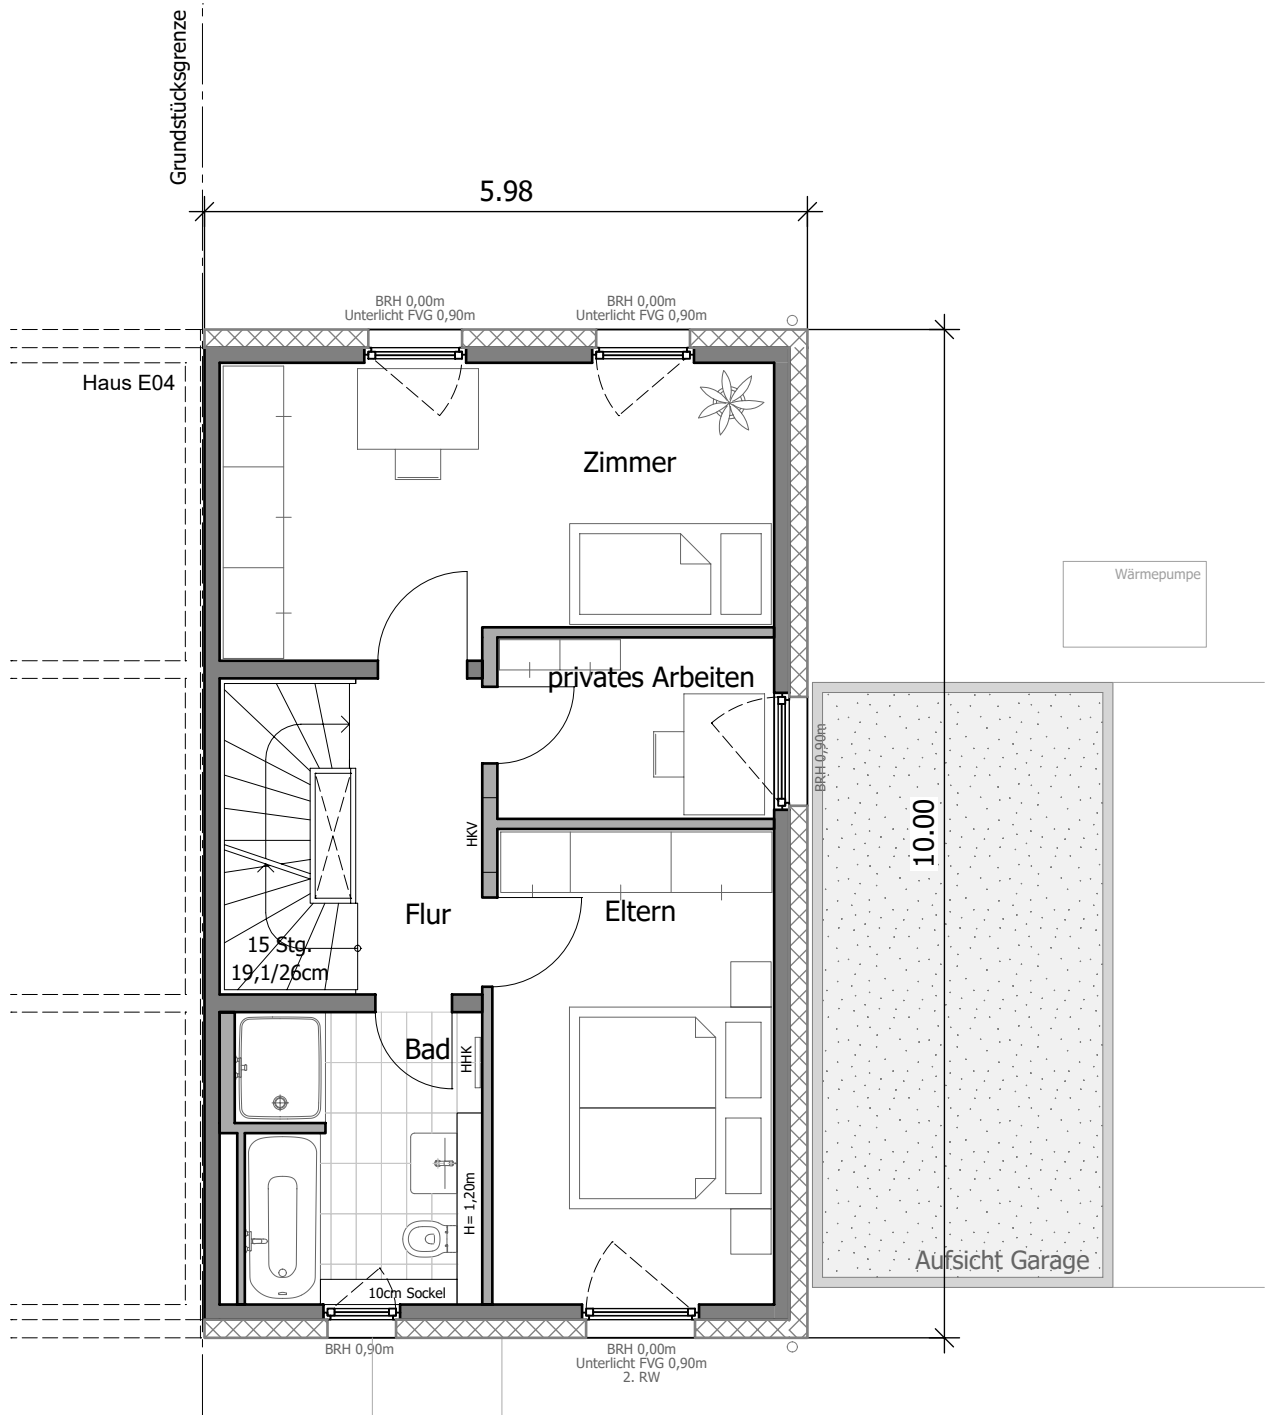 Grundstücksgrenze
5.98
BRH 0,00m
Unterlicht FVG 0,90m
BRH 0,00m
Unterlicht FVG 0,90m
Haus E04
Zimmer
Wärmepumpe
privates Arbeiten
BRH 0,90m
10.00
HKV
Flur
Eltern
15 Stg.
19,1/26cm
Bad
HHK
H= 1,20m
Aufsicht Garage
10cm Sockel
BRH 0,90m
BRH 0,00m
Unterlicht FVG 0,90m
2. RW